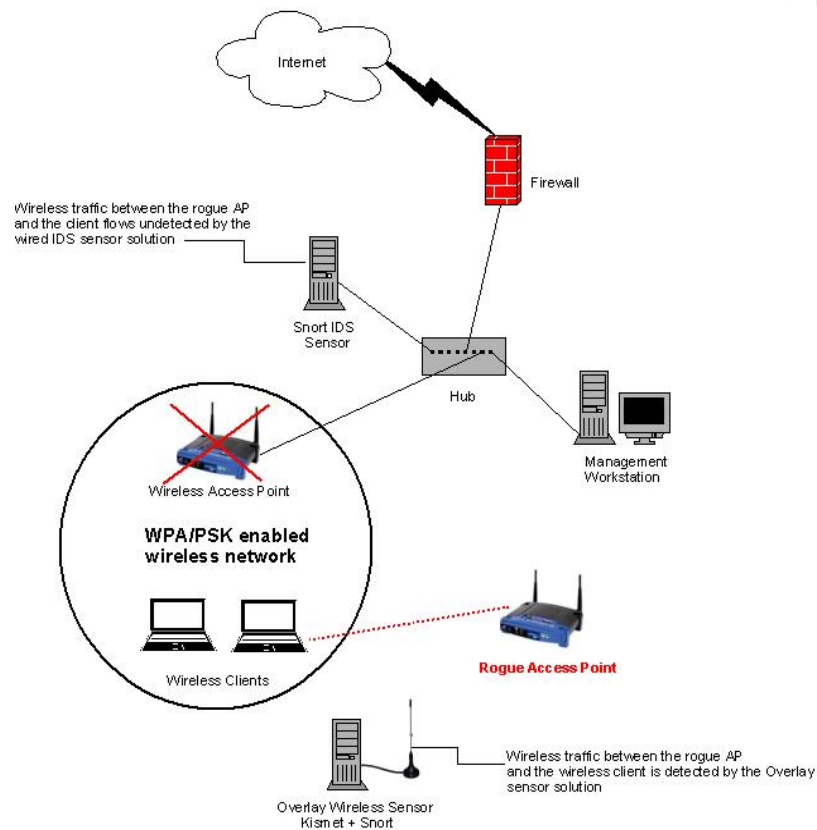 Internet
Firewall
Wireless traffic between the rogue AP
and the client flows undetected by the
wired IDS sensor solution
Snort IDS
Sensor
Hub
Management
Workstation
Wireless Access Point
WPA/PSK enabled
wireless network
Wireless Clients
Rogue Access Point
Wireless traffic between the rogue AP
and the wireless client is detected by the Overlay
sensor solution
Overlay Wireless Sensor
Kismet + Snort